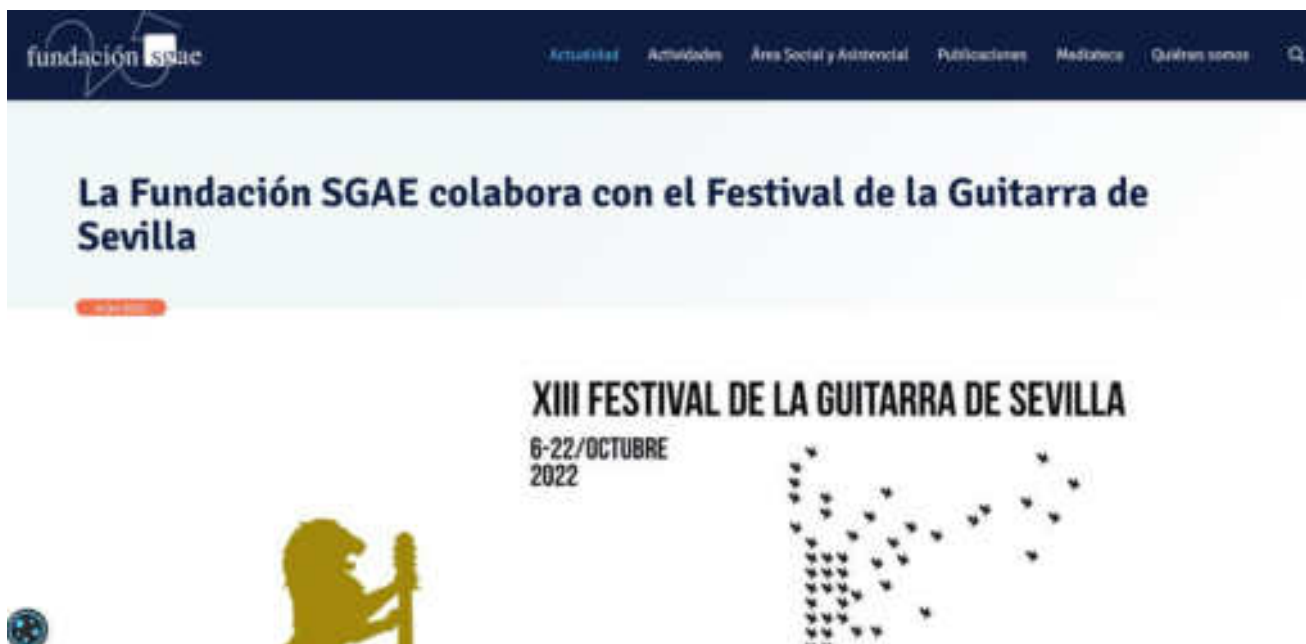 fundación sgae
Actualidad Actividades Área Social y Asistencial Publicaciones Mediateca Quiénes somos
La Fundación SGAE colabora con el Festival de la Guitarra de
Sevilla
XIII FESTIVAL DE LA GUITARRA DE SEVILLA
6-22/OCTUBRE
2022